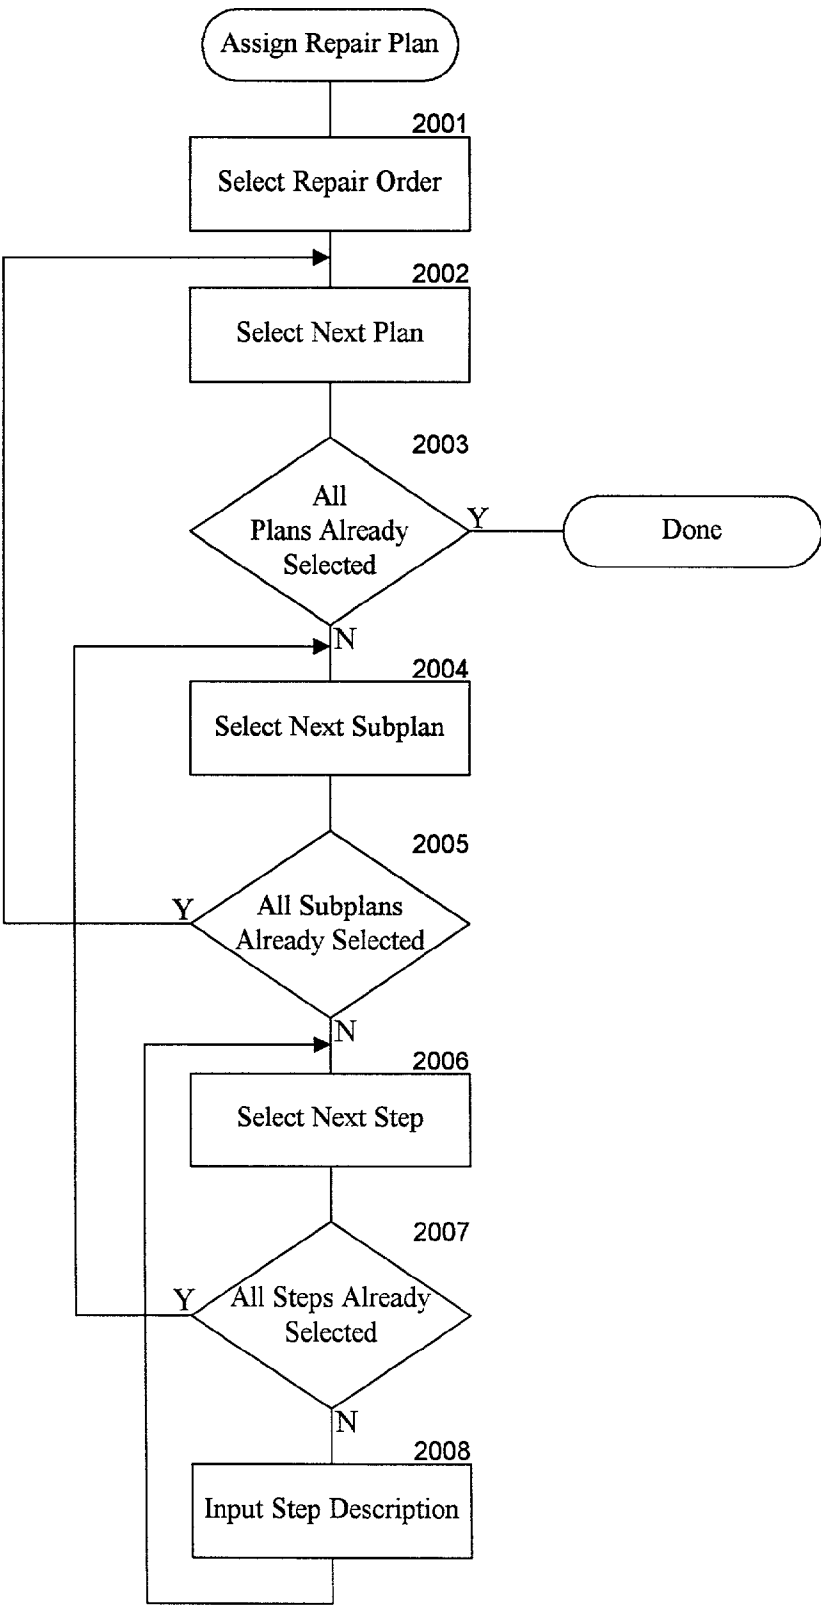 Assign Repair Plan
2001
Select Repair Order
2002
Select Next Plan
2003
All
Plans Already
Selected
Y
Done
N
2004
Select Next Subplan
2005
All Subplans
Already Selected
Y
N
2006
Select Next Step
2007
All Steps Already
Selected
Y
N
2008
Input Step Description